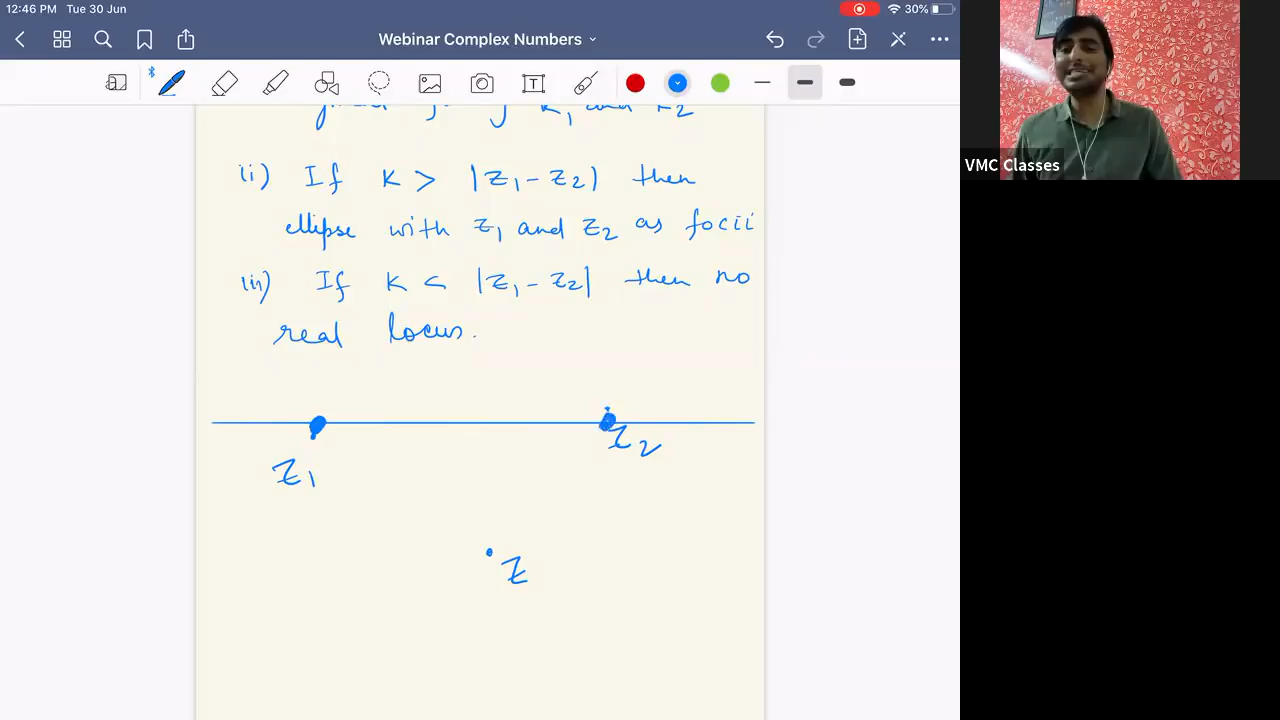 12:46 PM Tue 30 Jun
30%
Webinar Complex Numbers
T
and
(ii) If K > |z1 - z2| then
ellipse with z1 and z2 as focii
(iii) If K < |z1 - z2| then no
real locus.
z1
z2
z
VMC Classes